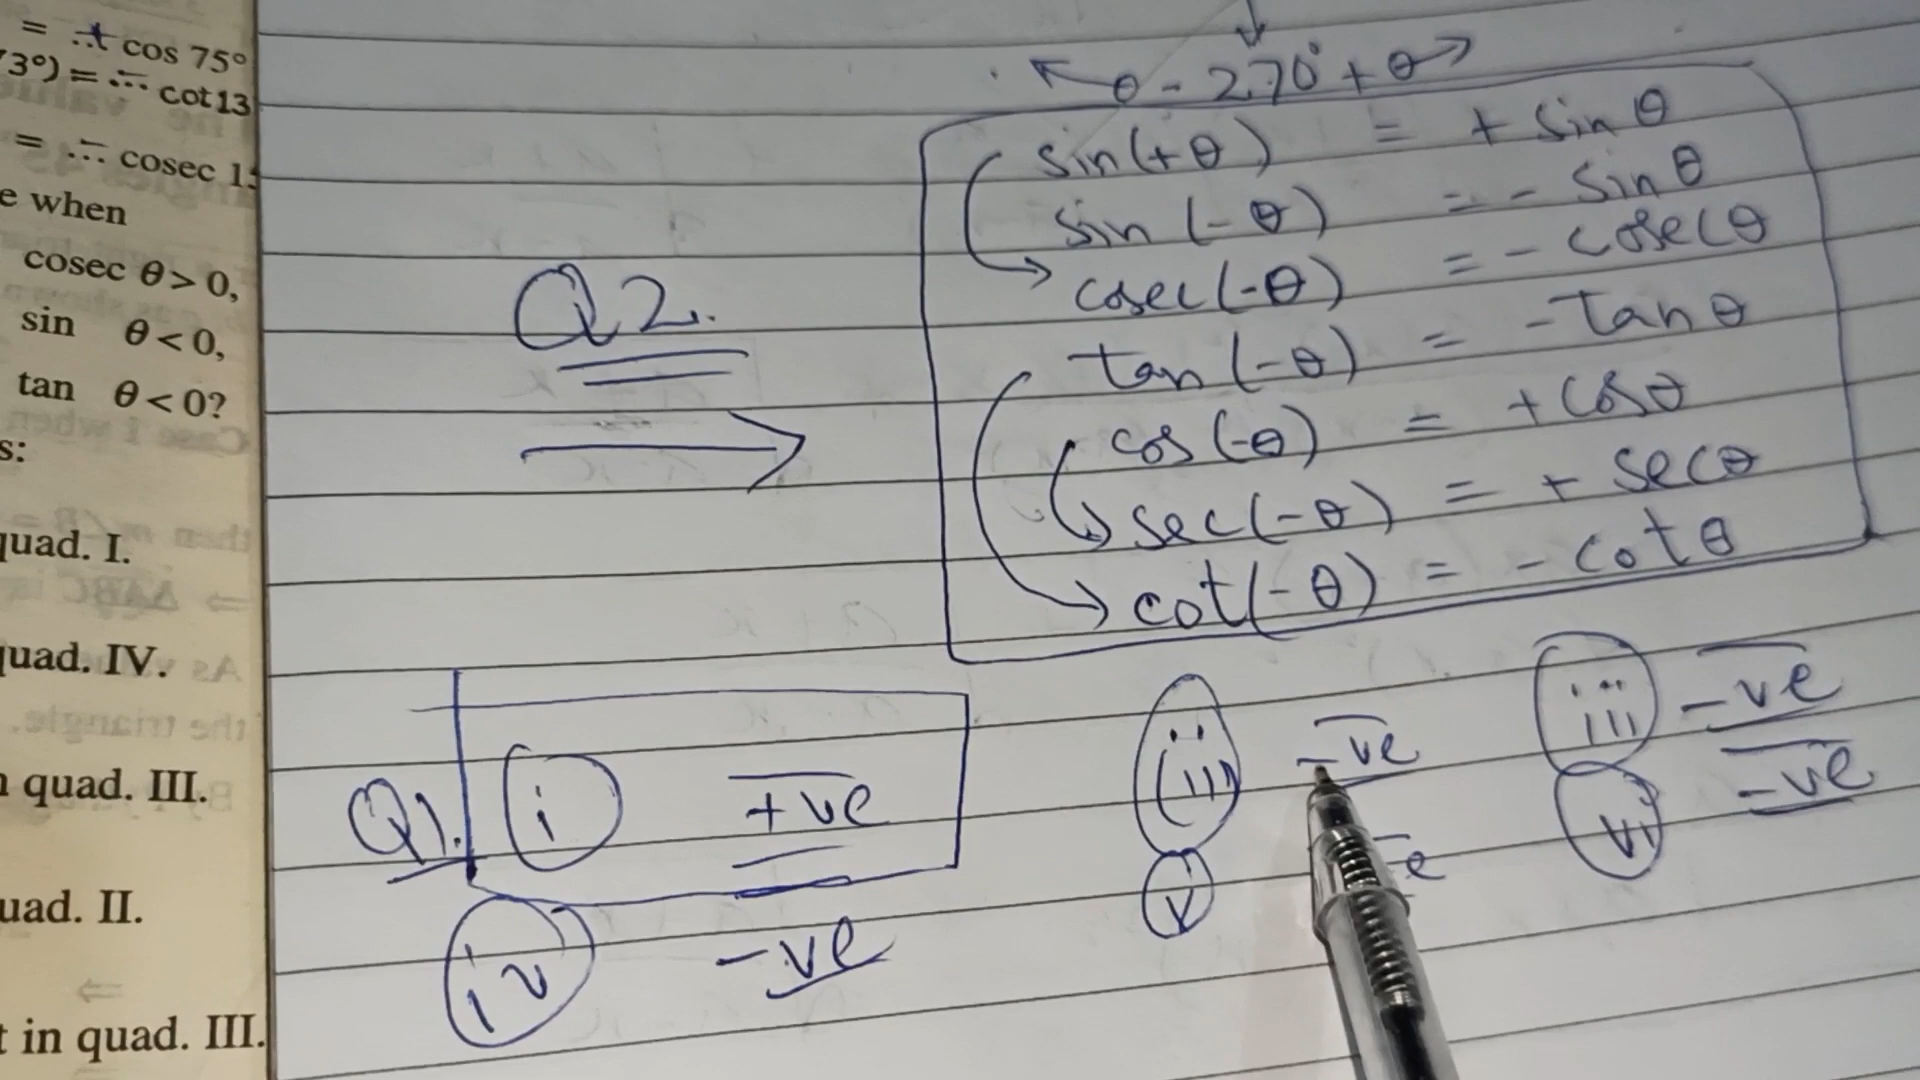 = + cos 75°
73°) = − cot 13
= − cosec 1
e when
cosec θ > 0,
sin θ < 0,
tan θ < 0?
s:
quad. I.
quad. IV.
quad. III.
uad. II.
t in quad. III.
θ - 270° + θ
sin(+θ) = + sin θ
sin(-θ) = - sin θ
cosec(-θ) = - cosec θ
tan(-θ) = - tan θ
cos(-θ) = + cos θ
sec(-θ) = + sec θ
cot(-θ) = - cot θ
Q2.
Q1. i +ve
iii -ve
iii -ve
iv -ve
v e
vi -ve